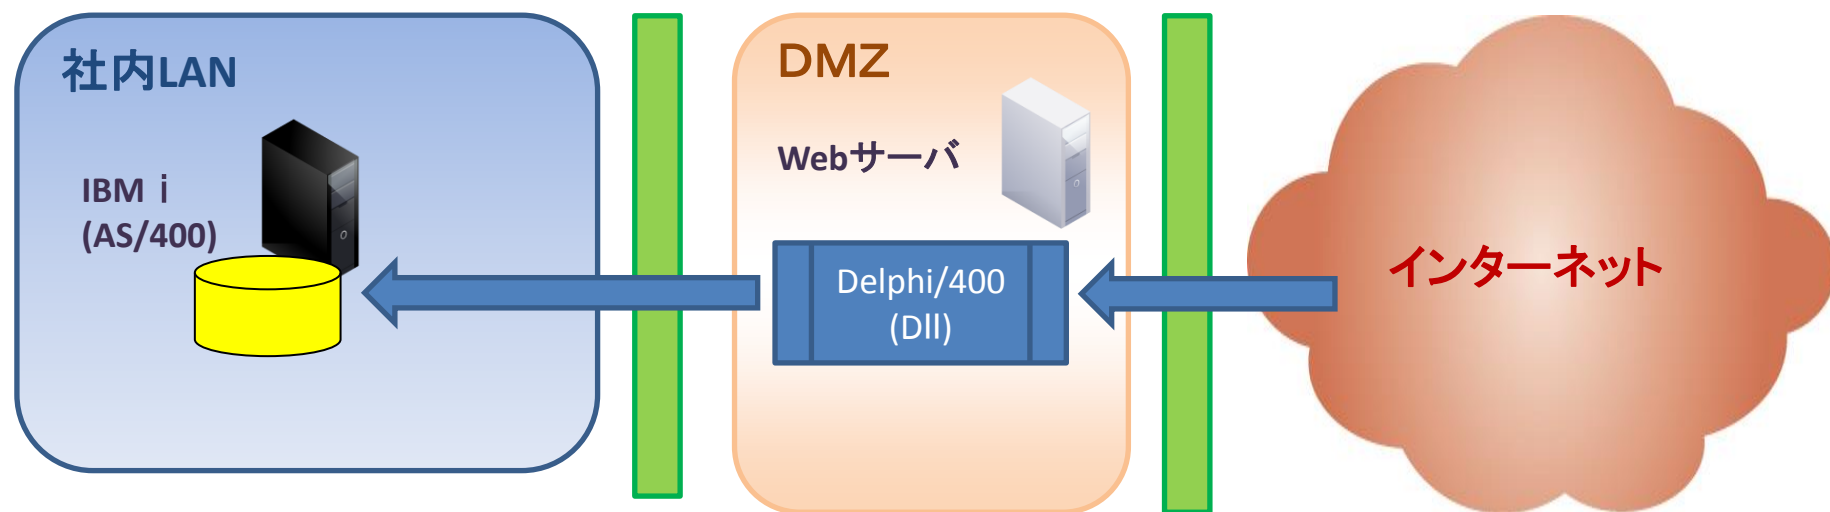 社内LAN
IBM ｉ
(AS/400)
DMZ
Webサーバ
Delphi/400
(Dll)
インターネット